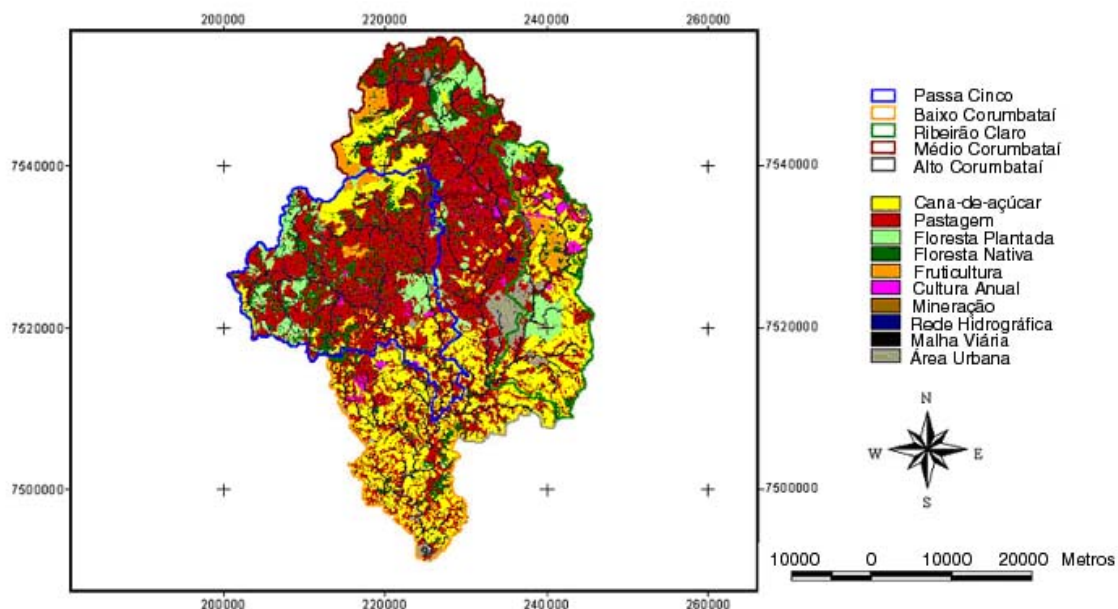 200000 220000 240000 260000
7540000 7540000
7520000 7520000
7500000 7500000
200000 220000 240000 260000
Passa Cinco
Baixo Corumbataí
Ribeirão Claro
Médio Corumbataí
Alto Corumbataí
Cana-de-açúcar
Pastagem
Floresta Plantada
Floresta Nativa
Fruticultura
Cultura Anual
Mineração
Rede Hidrográfica
Malha Viária
Área Urbana
N
W E
S
10000 0 10000 20000 Metros